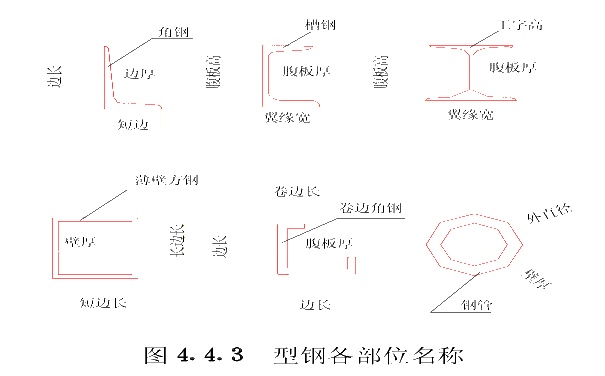 角钢
边长
边厚
短边
槽钢
腹板高
腹板厚
翼缘宽
工字高
腹板高
腹板厚
翼缘宽
薄壁方钢
壁厚
长边长
短边长
卷边长
卷边角钢
边长
腹板厚
边长
外直径
壁厚
钢管
图 4.4.3 型钢各部位名称